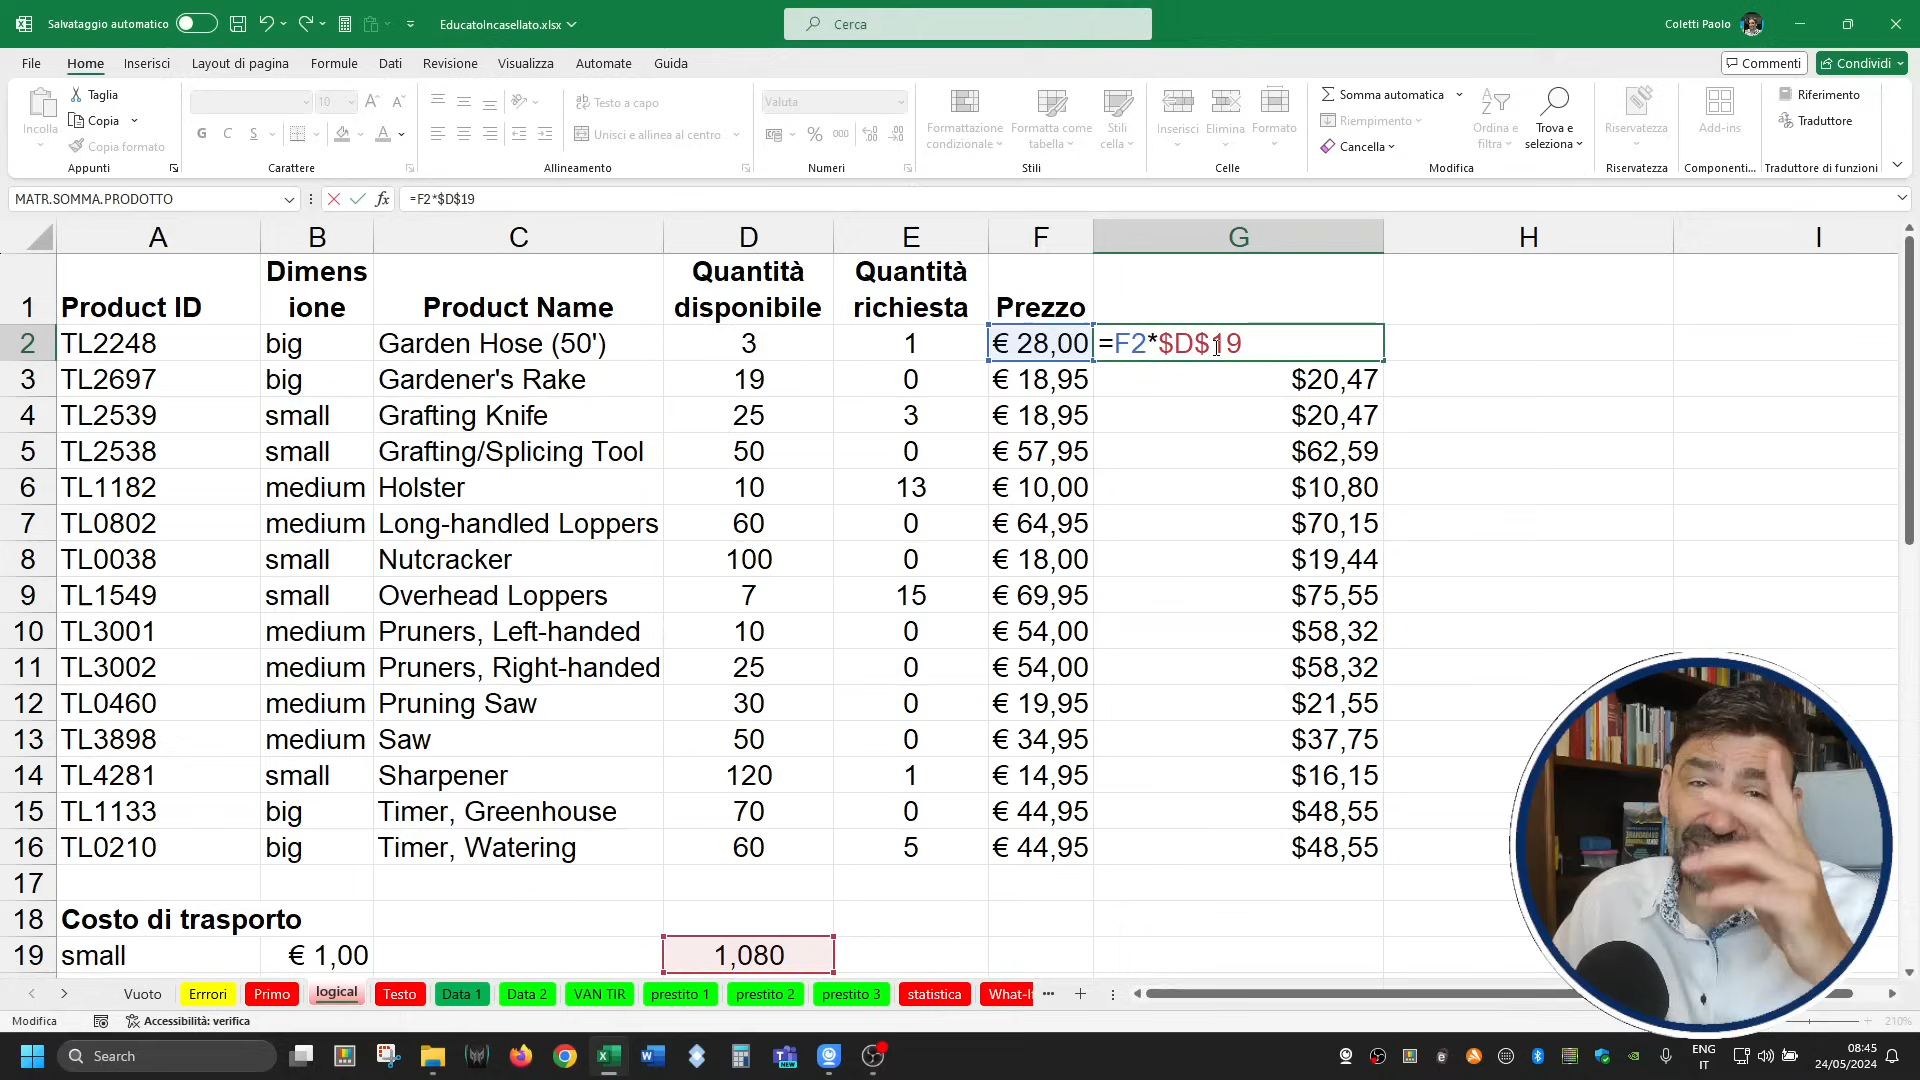 Salvataggio automatico
EducatoIncasellato.xlsx
Cerca
Coletti Paolo
File Home Inserisci Layout di pagina Formule Dati Revisione Visualizza Automate Guida
Commenti Condividi
Incolla
Taglia
Copia
Copia formato
Appunti
10
G C S
Carattere
Testo a capo
Unisci e allinea al centro
Allineamento
Valuta
% 000
Numeri
Formattazione condizionale
Formatta come tabella
Stili cella
Stili
Inserisci Elimina Formato
Celle
Somma automatica
Riempimento
Cancella
Ordina e filtra
Trova e seleziona
Modifica
Riservatezza
Riservatezza
Add-ins
Componenti...
Riferimento
Traduttore
Traduttore di funzioni
MATR.SOMMA.PRODOTTO fx =F2*$D$19
A B C D E F G H I
1 Product ID Dimens ione Product Name Quantità disponibile Quantità richiesta Prezzo
2 TL2248 big Garden Hose (50') 3 1 € 28,00 =F2*$D$19
3 TL2697 big Gardener's Rake 19 0 € 18,95 $20,47
4 TL2539 small Grafting Knife 25 3 € 18,95 $20,47
5 TL2538 small Grafting/Splicing Tool 50 0 € 57,95 $62,59
6 TL1182 medium Holster 10 13 € 10,00 $10,80
7 TL0802 medium Long-handled Loppers 60 0 € 64,95 $70,15
8 TL0038 small Nutcracker 100 0 € 18,00 $19,44
9 TL1549 small Overhead Loppers 7 15 € 69,95 $75,55
10 TL3001 medium Pruners, Left-handed 10 0 € 54,00 $58,32
11 TL3002 medium Pruners, Right-handed 25 0 € 54,00 $58,32
12 TL0460 medium Pruning Saw 30 0 € 19,95 $21,55
13 TL3898 medium Saw 50 0 € 34,95 $37,75
14 TL4281 small Sharpener 120 1 € 14,95 $16,15
15 TL1133 big Timer, Greenhouse 70 0 € 44,95 $48,55
16 TL0210 big Timer, Watering 60 5 € 44,95 $48,55
17
18 Costo di trasporto
19 small € 1,00 1,080
Vuoto Errrori Primo logical Testo Data 1 Data 2 VAN TIR prestito 1 prestito 2 prestito 3 statistica What-If
Modifica Accessibilità: verifica 210%
Search
ENG
IT
08:45
24/05/2024